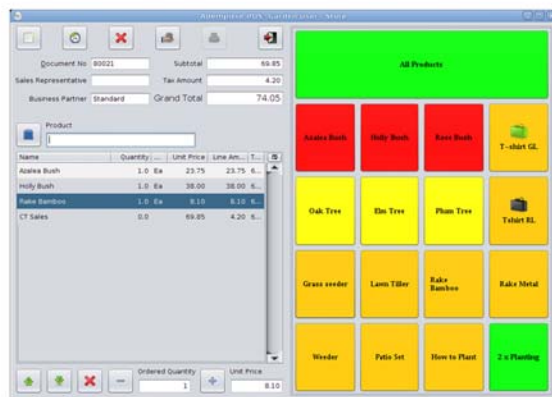 Adempiere POS: GardenUser - Store
Document No 80021 Subtotal 69.85
Sales Representative Tax Amount 4.20
Business Partner Standard Grand Total 74.05
Product
Name Quantity ... Unit Price Line Am... T...
Azalea Bush 1.0 Ea 23.75 23.75 6...
Holly Bush 1.0 Ea 38.00 38.00 6...
Rake Bamboo 1.0 Ea 8.10 8.10 6...
CT Sales 0.0 69.85 4.20 6...
Ordered Quantity Unit Price
1 8.10
All Products
Azalea Bush Holly Bush Rose Bush T-shirt GL
Oak Tree Elm Tree Plum Tree Tshirt RL
Grass seeder Lawn Tiller Rake Bamboo Rake Metal
Weeder Patio Set How to Plant 2 x Planting